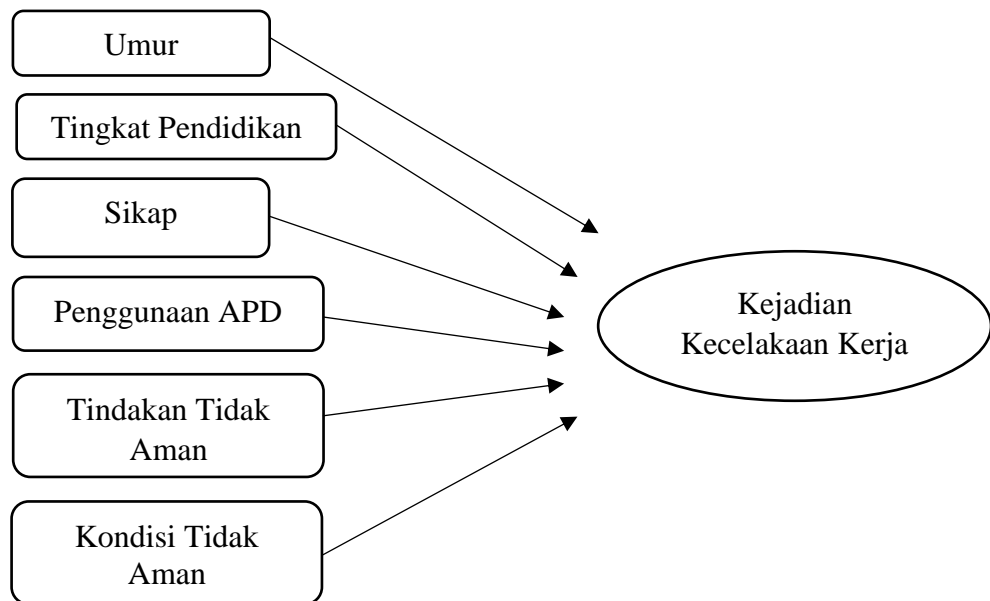 Umur
Tingkat Pendidikan
Sikap
Penggunaan APD
Tindakan Tidak
Aman
Kondisi Tidak
Aman
Kejadian
Kecelakaan Kerja